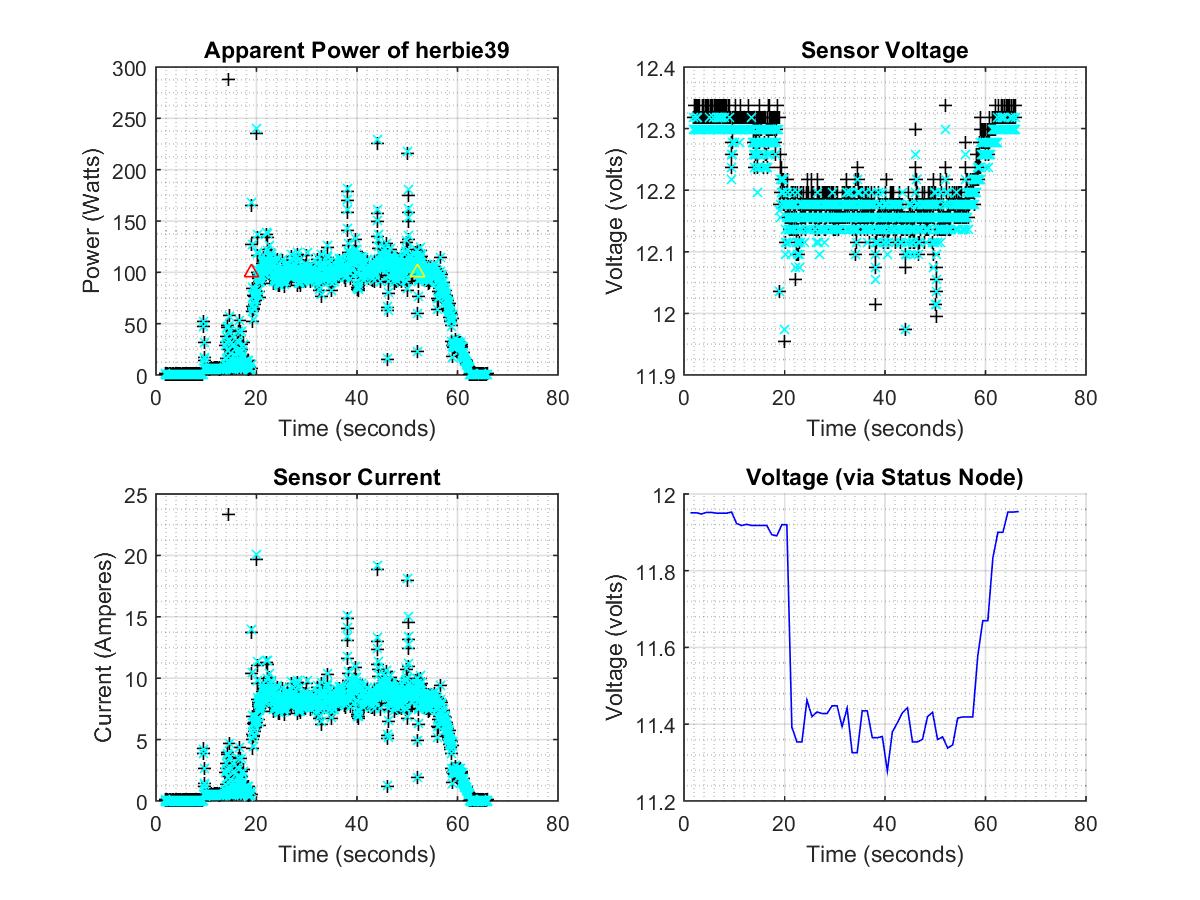 Apparent Power of herbie39
300
250
200
150
100
50
0
Power (Watts)
0 20 40 60 80
Time (seconds)
Sensor Voltage
12.4
12.3
12.2
12.1
12
11.9
Voltage (volts)
0 20 40 60 80
Time (seconds)
Sensor Current
25
20
15
10
5
0
Current (Amperes)
0 20 40 60 80
Time (seconds)
Voltage (via Status Node)
12
11.8
11.6
11.4
11.2
Voltage (volts)
0 20 40 60 80
Time (seconds)